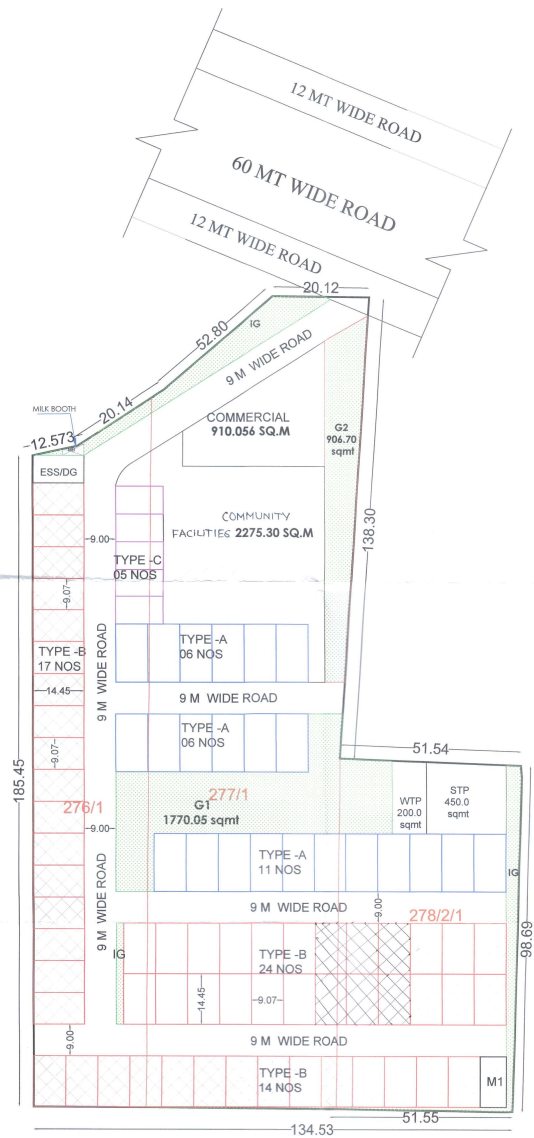 12 MT WIDE ROAD
60 MT WIDE ROAD
12 MT WIDE ROAD
20.12
52.80
IG
9 M WIDE ROAD
20.14
MILK BOOTH
12.573
COMMERCIAL
910.056 SQ.M
G2
906.70
sqmt
ESS/DG
COMMUNITY
FACILITIES 2275.30 SQ.M
9.00
138.30
TYPE -C
05 NOS
9.07
TYPE -A
06 NOS
TYPE -B
17 NOS
9 M WIDE ROAD
14.45
9 M WIDE ROAD
TYPE -A
06 NOS
9.07
51.54
185.45
276/1
277/1
G1
1770.05 sqmt
WTP
200.0
sqmt
STP
450.0
sqmt
9.00
TYPE -A
11 NOS
IG
9 M WIDE ROAD
9 M WIDE ROAD
9.00
278/2/1
98.69
IG
TYPE -B
24 NOS
14.45
9.07
9.00
9 M WIDE ROAD
TYPE -B
14 NOS
M1
51.55
134.53